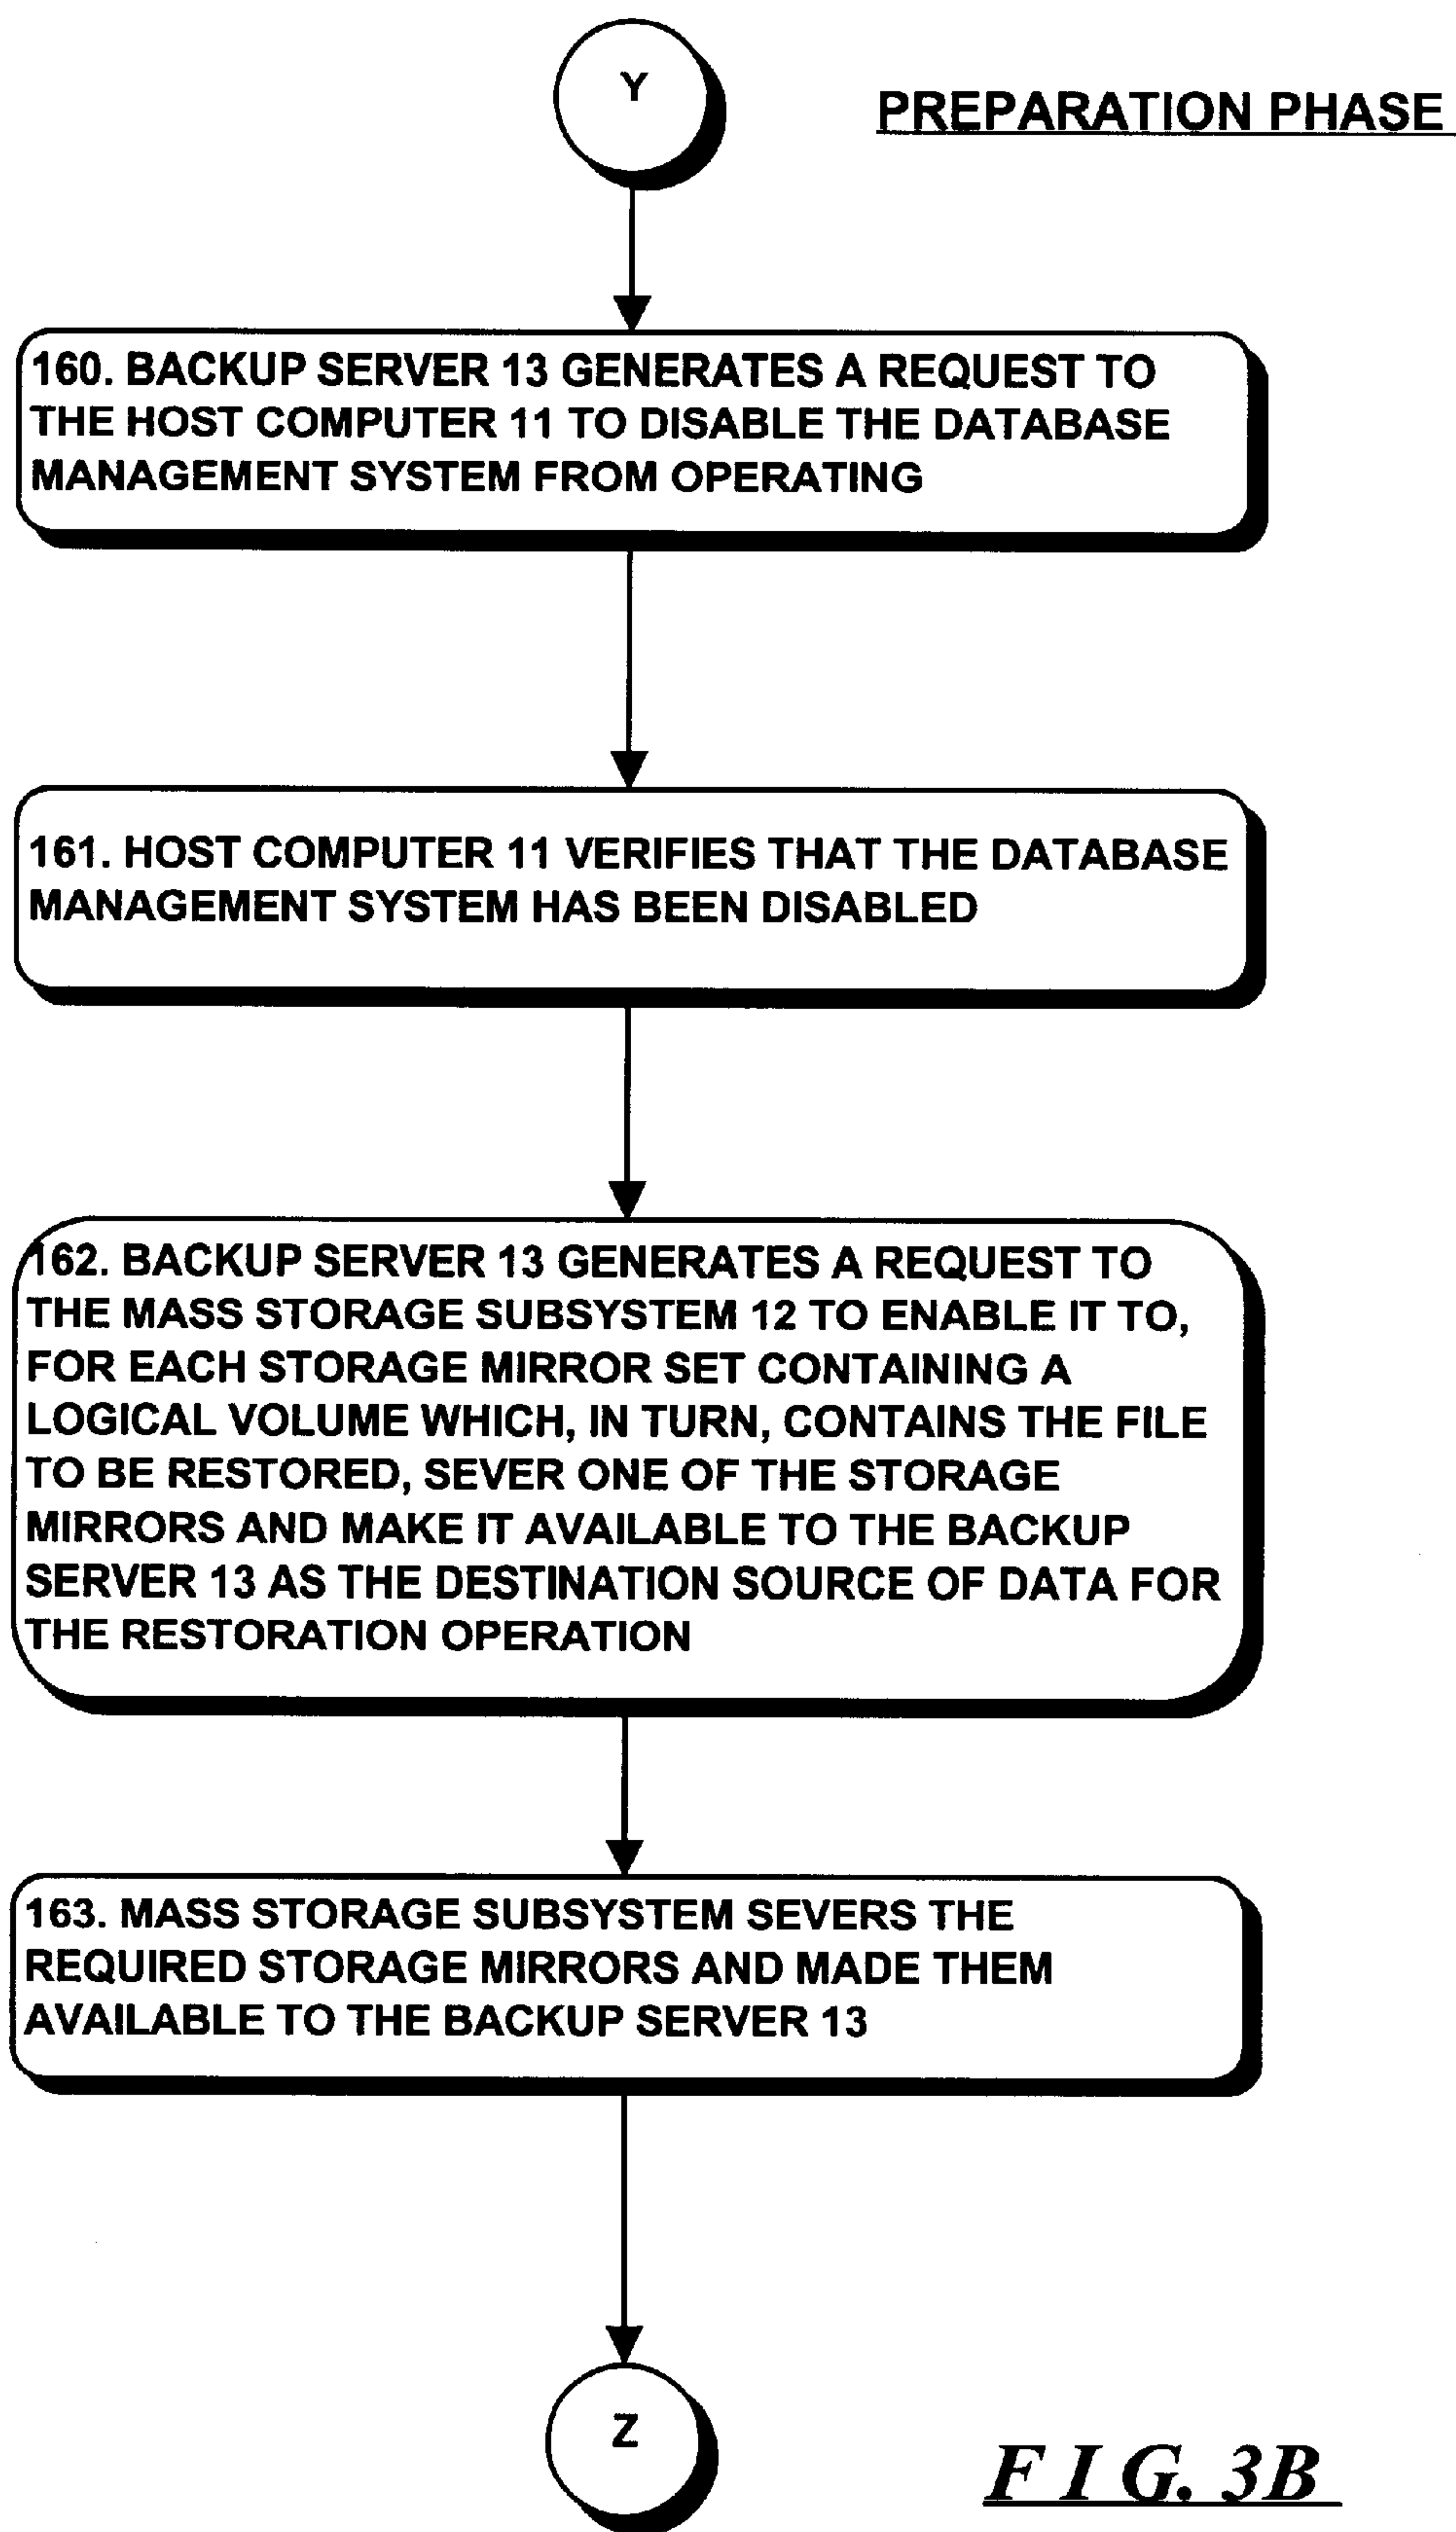 Y
PREPARATION PHASE
160. BACKUP SERVER 13 GENERATES A REQUEST TO
THE HOST COMPUTER 11 TO DISABLE THE DATABASE
MANAGEMENT SYSTEM FROM OPERATING
161. HOST COMPUTER 11 VERIFIES THAT THE DATABASE
MANAGEMENT SYSTEM HAS BEEN DISABLED
162. BACKUP SERVER 13 GENERATES A REQUEST TO
THE MASS STORAGE SUBSYSTEM 12 TO ENABLE IT TO,
FOR EACH STORAGE MIRROR SET CONTAINING A
LOGICAL VOLUME WHICH, IN TURN, CONTAINS THE FILE
TO BE RESTORED, SEVER ONE OF THE STORAGE
MIRRORS AND MAKE IT AVAILABLE TO THE BACKUP
SERVER 13 AS THE DESTINATION SOURCE OF DATA FOR
THE RESTORATION OPERATION
163. MASS STORAGE SUBSYSTEM SEVERS THE
REQUIRED STORAGE MIRRORS AND MADE THEM
AVAILABLE TO THE BACKUP SERVER 13
Z
FIG. 3B